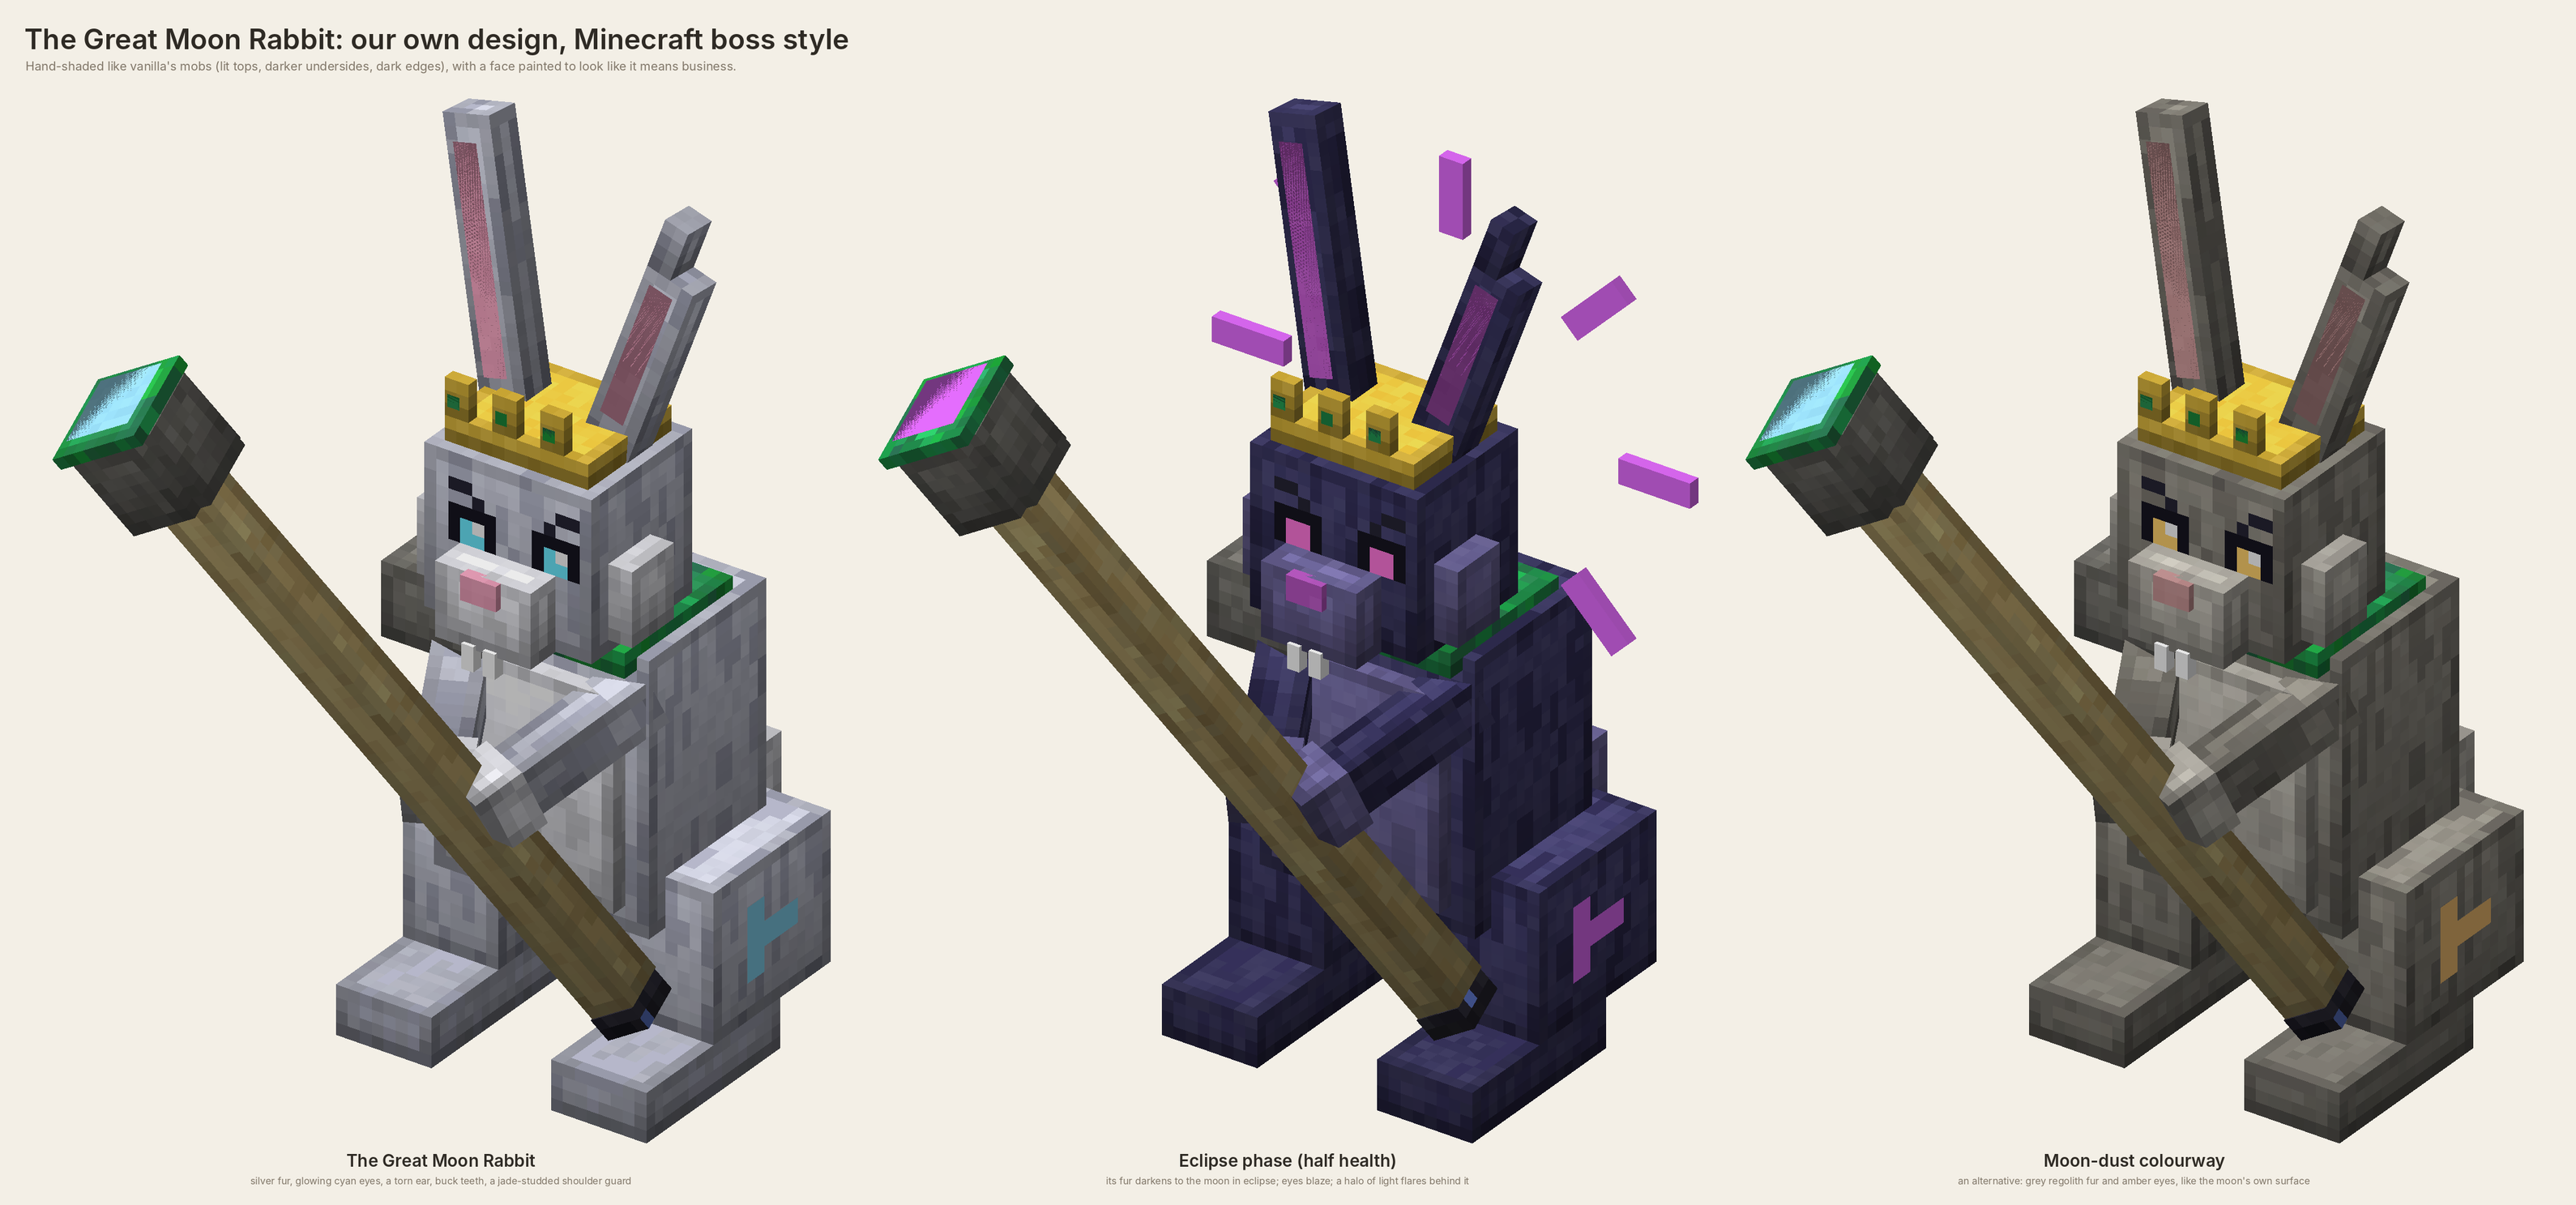 The Great Moon Rabbit: our own design, Minecraft boss style
Hand-shaded like vanilla's mobs (lit tops, darker undersides, dark edges), with a face painted to look like it means business.
The Great Moon Rabbit
silver fur, glowing cyan eyes, a torn ear, buck teeth, a jade-studded shoulder guard
Eclipse phase (half health)
its fur darkens to the moon in eclipse; eyes blaze; a halo of light flares behind it
Moon-dust colourway
an alternative: grey regolith fur and amber eyes, like the moon's own surface